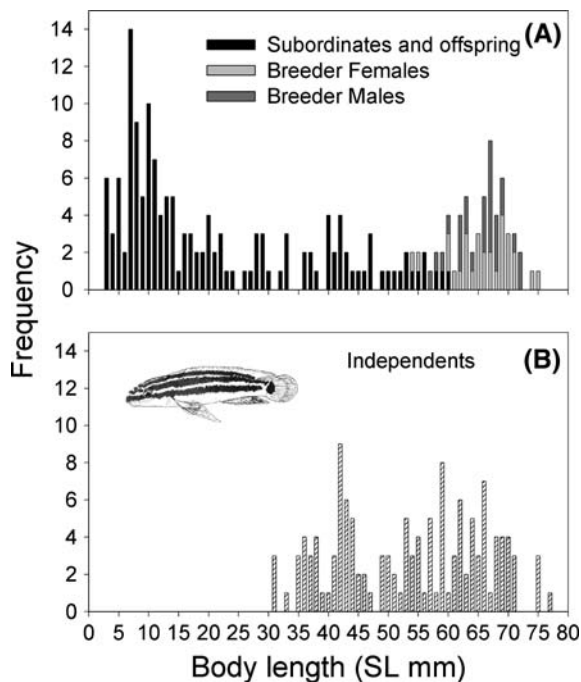 14
(A)
Subordinates and offspring
12
Breeder Females
10
Breeder Males
8
6
4
2
0
Frequency
14
Independents
(B)
12
10
8
6
4
2
0
0 5 10 15 20 25 30 35 40 45 50 55 60 65 70 75 80
Body length (SL mm)